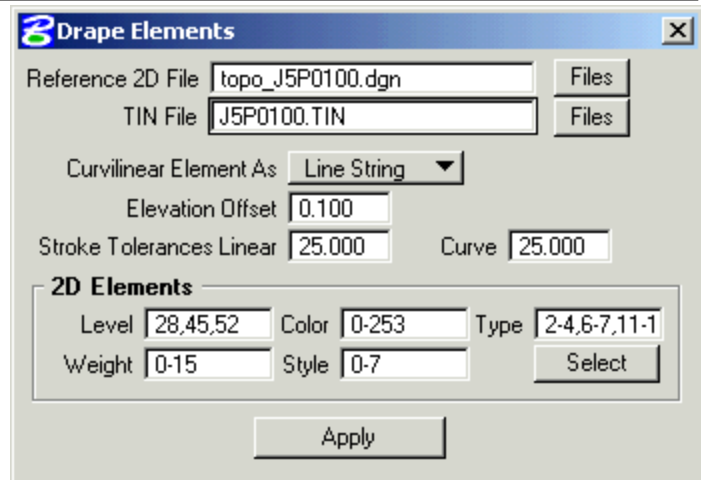 Drape Elements
Reference 2D File topo_J5P0100.dgn Files
TIN File J5P0100.TIN Files
Curvilinear Element As Line String
Elevation Offset 0.100
Stroke Tolerances Linear 25.000 Curve 25.000
2D Elements
Level 28,45,52 Color 0-253 Type 2-4,6-7,11-1
Weight 0-15 Style 0-7 Select
Apply